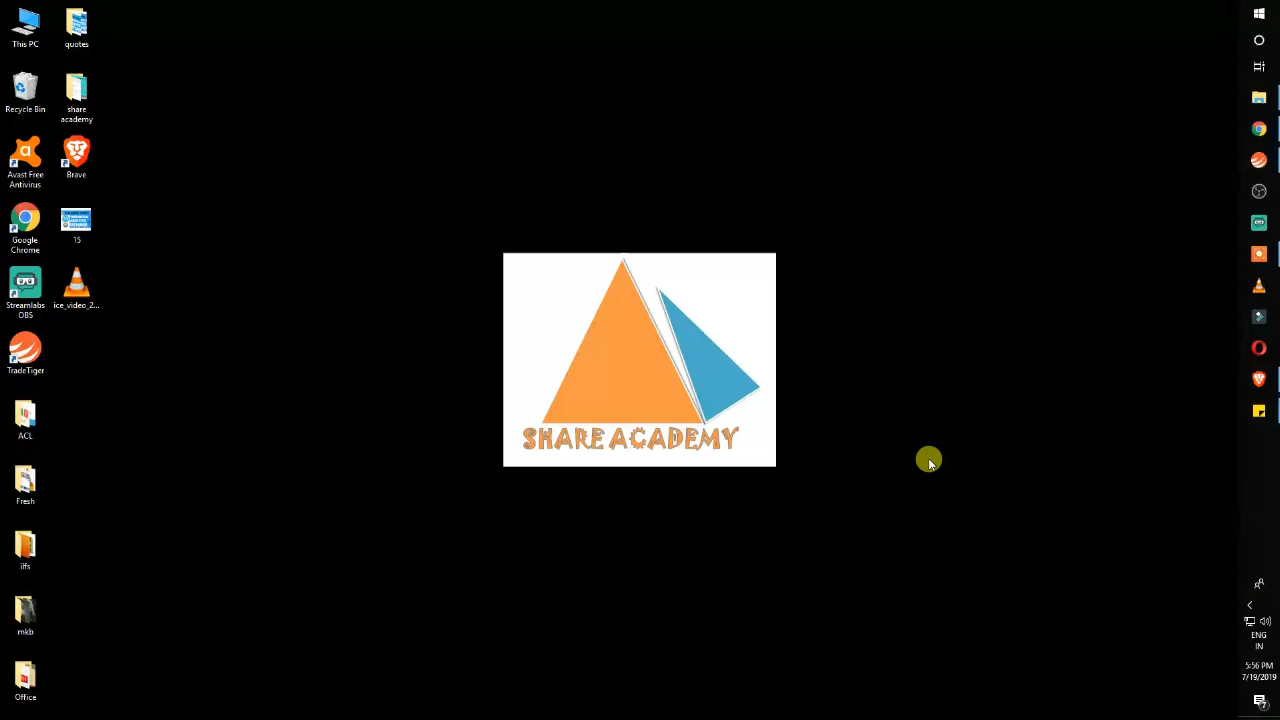 This PC
quotes
Recycle Bin
share
academy
Avast Free
Antivirus
Brave
Google
Chrome
15
Streamlabs
OBS
ice_video_2...
TradeTiger
ACL
Fresh
ilfs
mkb
Office
SHARE ACADEMY
ENG
IN
5:56 PM
7/19/2019
7